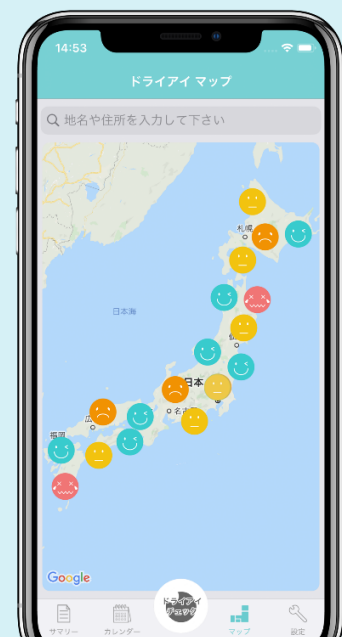 14:53
ドライアイ マップ
地名や住所を入力して下さい
札幌
日本海
日本
福岡
Google
ドライアイ
チェック
サマリー
カレンダー
マップ
設定